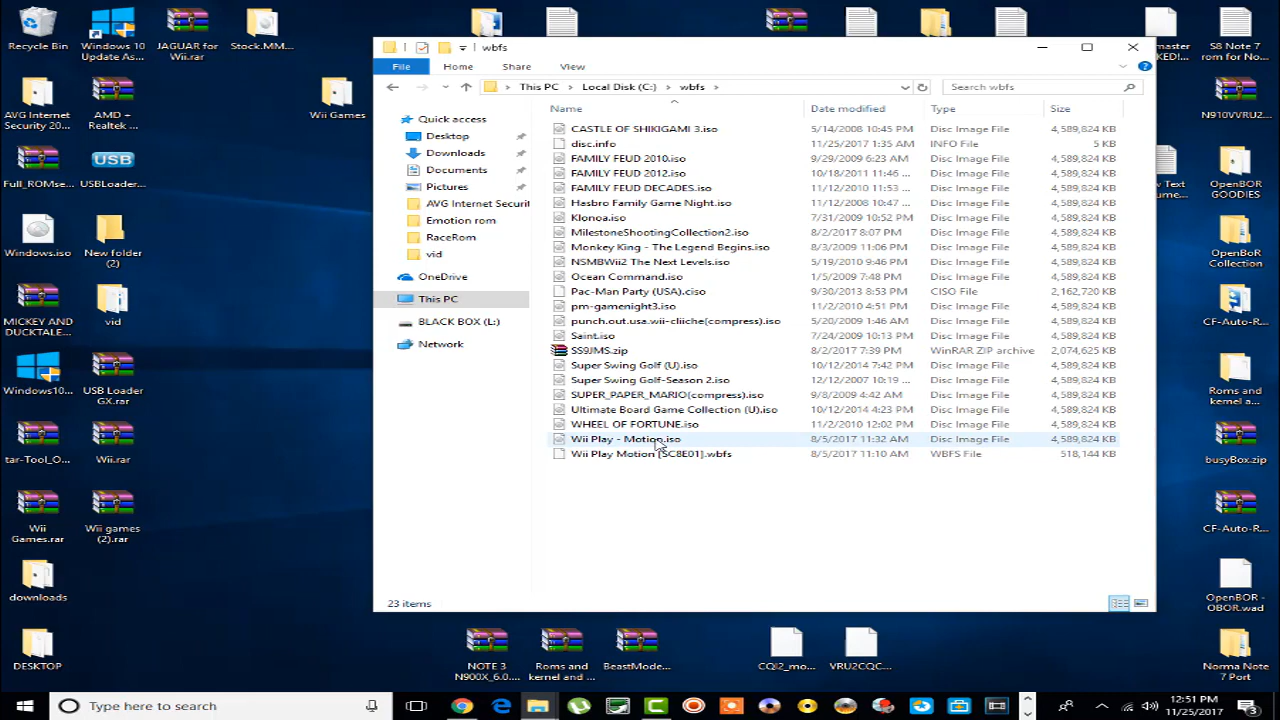 Recycle Bin
Windows 10 Update As...
JAGUAR for Wii.rar
Stock.MM...
AVG Internet Security 20...
AMD + Realtek ...
Wii Games
Full_ROMse...
USB
USBLoader...
Windows.iso
New folder (2)
MICKEY AND DUCKTALE...
vid
Windows10...
USB Loader GX.rar
tar-Tool_O...
Wii.rar
Wii Games.rar
Wii games (2).rar
downloads
DESKTOP
wbfs
File Home Share View
This PC Local Disk (C:) wbfs
Search wbfs
Quick access
Desktop
Downloads
Documents
Pictures
AVG Internet Securit
Emotion rom
RaceRom
vid
OneDrive
This PC
BLACK BOX (L:)
Network
Name Date modified Type Size
CASTLE OF SHIKIGAMI 3.iso 5/14/2008 10:45 PM Disc Image File 4,589,824 KB
disc.info 11/25/2017 1:35 AM INFO File 5 KB
FAMILY FEUD 2010.iso 9/29/2009 6:23 AM Disc Image File 4,589,824 KB
FAMILY FEUD 2012.iso 10/18/2011 11:46 ... Disc Image File 4,589,824 KB
FAMILY FEUD DECADES.iso 11/12/2010 11:53 ... Disc Image File 4,589,824 KB
Hasbro Family Game Night.iso 11/12/2008 10:47 ... Disc Image File 4,589,824 KB
Klonoa.iso 7/31/2009 10:52 PM Disc Image File 4,589,824 KB
MilestoneShootingCollection2.iso 8/2/2017 8:07 PM Disc Image File 4,589,824 KB
Monkey King - The Legend Begins.iso 8/3/2009 11:06 PM Disc Image File 4,589,824 KB
NSMBWii2 The Next Levels.iso 5/19/2010 9:46 PM Disc Image File 4,589,824 KB
Ocean Command.iso 1/5/2009 7:48 PM Disc Image File 4,589,824 KB
Pac-Man Party (USA).ciso 9/30/2013 8:53 PM CISO File 2,162,720 KB
pm-gamenight3.iso 11/2/2010 4:51 PM Disc Image File 4,589,824 KB
punch.out.usa.wii-cliiche(compress).iso 5/20/2009 1:46 AM Disc Image File 4,589,824 KB
Saint.iso 7/24/2009 10:13 PM Disc Image File 4,589,824 KB
SS9JMS.zip 8/2/2017 7:39 PM WinRAR ZIP archive 2,074,625 KB
Super Swing Golf (U).iso 10/12/2014 7:42 PM Disc Image File 4,589,824 KB
Super Swing Golf-Season 2.iso 12/12/2007 10:19 ... Disc Image File 4,589,824 KB
SUPER_PAPER_MARIO(compress).iso 9/8/2009 4:42 AM Disc Image File 4,589,824 KB
Ultimate Board Game Collection (U).iso 10/12/2014 4:23 PM Disc Image File 4,589,824 KB
WHEEL OF FORTUNE.iso 11/2/2010 12:02 PM Disc Image File 4,589,824 KB
Wii Play - Motion.iso 8/5/2017 11:32 AM Disc Image File 4,589,824 KB
Wii Play Motion [SC8E01].wbfs 8/5/2017 11:10 AM WBFS File 518,144 KB
23 items
master
KED!...
S8 Note 7 rom for No...
N910VVRU2...
w Text
ume...
OpenBOR GOODIES
OpenBOR Collection
CF-Auto-R...
Roms and kernel a...
busyBox.zip
CF-Auto-R...
OpenBOR - OBOR.wad
Norma Note 7 Port
NOTE 3 N900X_6.0....
Roms and kernel and ...
BeastMode...
CQI2_mo...
VRU2CQC...
Type here to search
12:51 PM
11/25/2017
3